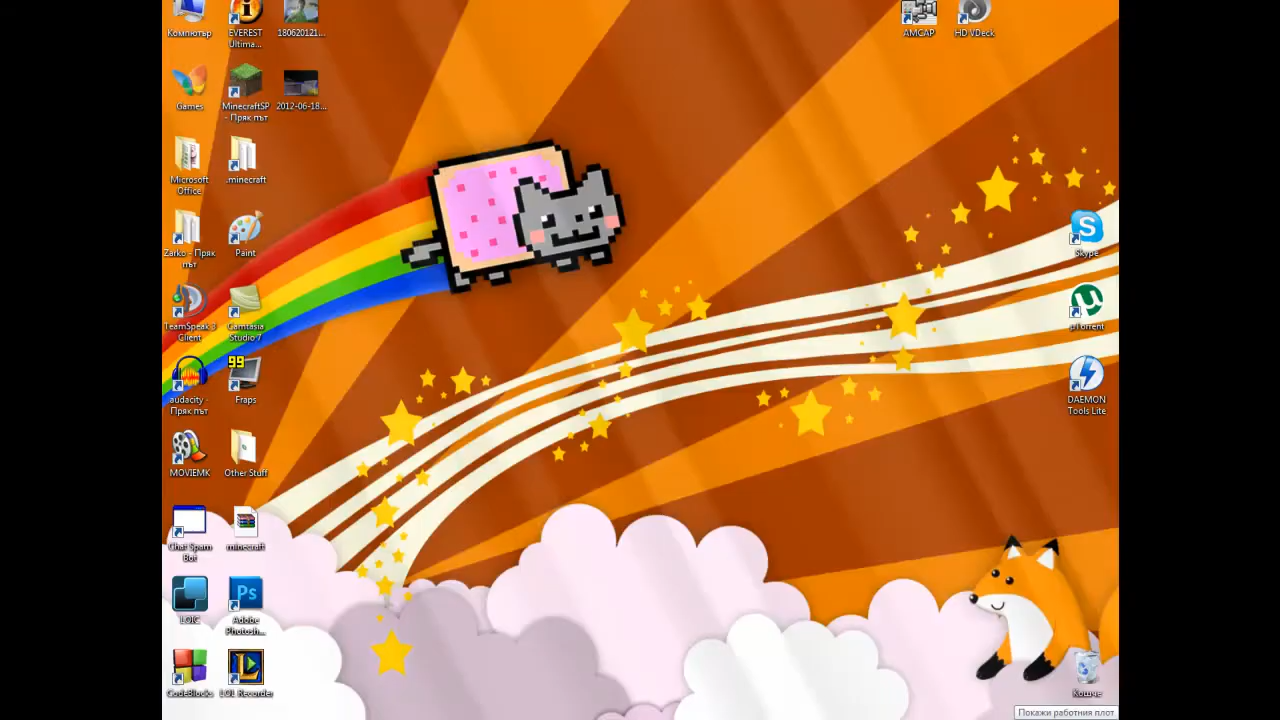 Компютър
EVEREST
Ultima...
180620121...
AMCAP
HD VDeck
Games
MinecraftSP
- Пряк път
2012-06-18...
Microsoft
Office
.minecraft
Zarko - Пряк
път
Paint
S
Skype
TeamSpeak 3
Client
Camtasia
Studio 7
µTorrent
audacity -
Пряк път
99
Fraps
DAEMON
Tools Lite
MOVIEMK
Other Stuff
Chat Spam
Bot
minecraft
LOIC
Ps
Adobe
Photosh...
CodeBlocks
L
LOL Recorder
Кошче
Покажи работния плот